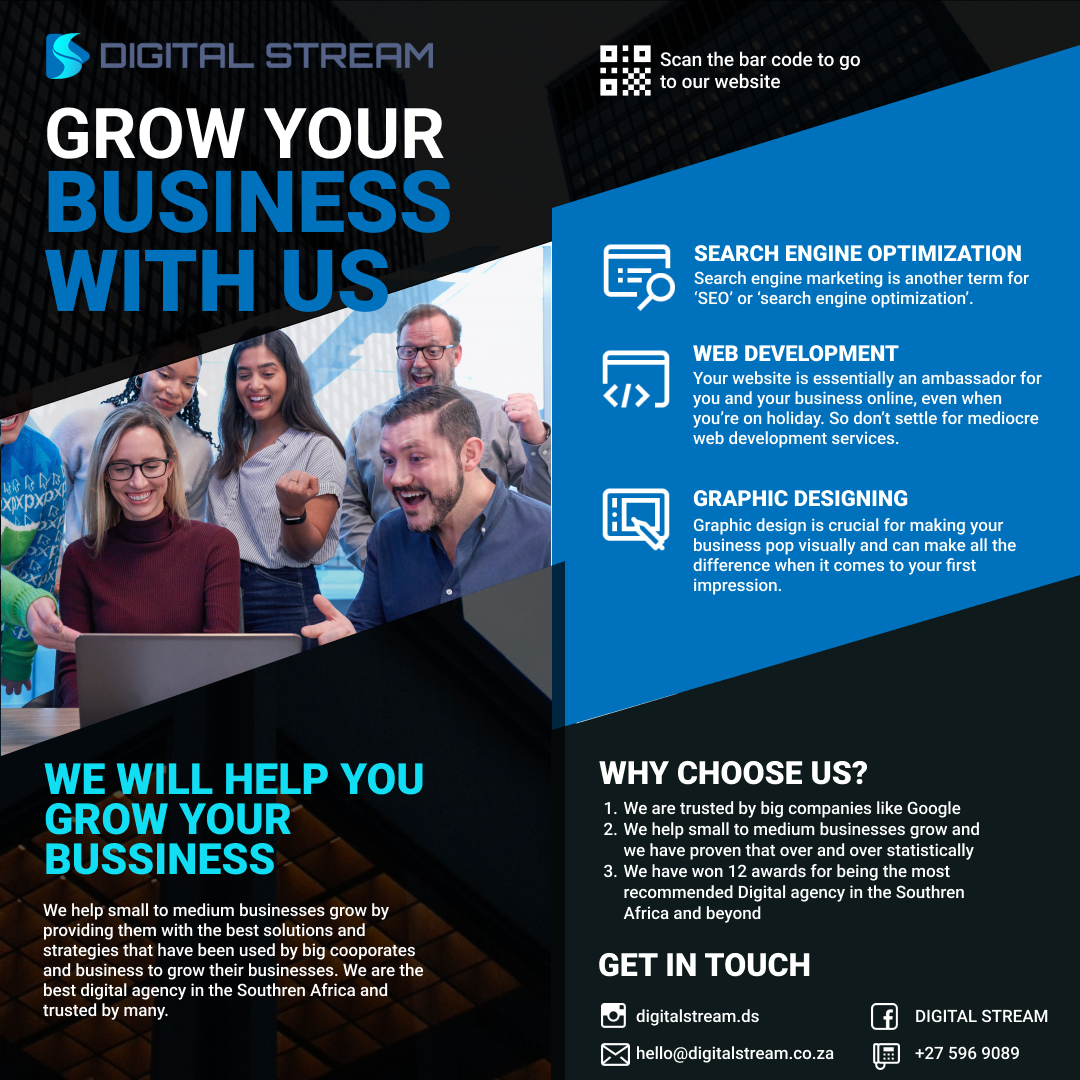 DIGITAL STREAM
GROW YOUR
BUSINESS
WITH US
Scan the bar code to go
to our website
SEARCH ENGINE OPTIMIZATION
Search engine marketing is another term for
‘SEO’ or ‘search engine optimization’.
WEB DEVELOPMENT
Your website is essentially an ambassador for
you and your business online, even when
you’re on holiday. So don’t settle for mediocre
web development services.
GRAPHIC DESIGNING
Graphic design is crucial for making your
business pop visually and can make all the
difference when it comes to your first
impression.
WE WILL HELP YOU
GROW YOUR
BUSSINESS
We help small to medium businesses grow by
providing them with the best solutions and
strategies that have been used by big cooporates
and business to grow their businesses. We are the
best digital agency in the Southren Africa and
trusted by many.
WHY CHOOSE US?
1. We are trusted by big companies like Google
2. We help small to medium businesses grow and
we have proven that over and over statistically
3. We have won 12 awards for being the most
recommended Digital agency in the Southren
Africa and beyond
GET IN TOUCH
digitalstream.ds
DIGITAL STREAM
hello@digitalstream.co.za
+27 596 9089